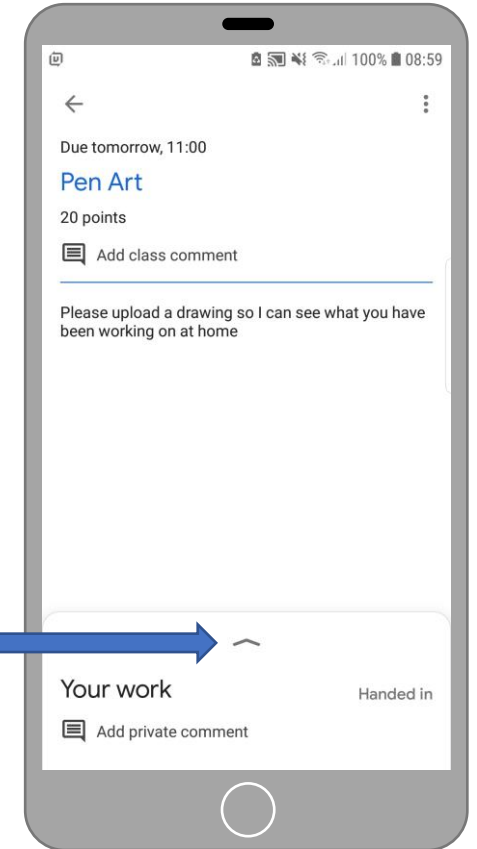 100% 08:59
Due tomorrow, 11:00
Pen Art
20 points
Add class comment
Please upload a drawing so I can see what you have
been working on at home
Your work
Handed in
Add private comment